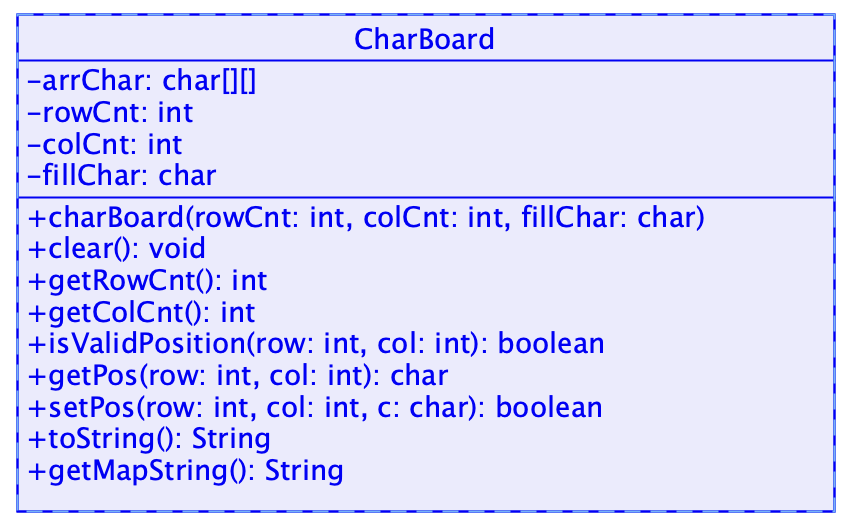 CharBoard
-arrChar: char[][]
-rowCnt: int
-colCnt: int
-fillChar: char
+charBoard(rowCnt: int, colCnt: int, fillChar: char)
+clear(): void
+getRowCnt(): int
+getColCnt(): int
+isValidPosition(row: int, col: int): boolean
+getPos(row: int, col: int): char
+setPos(row: int, col: int, c: char): boolean
+toString(): String
+getMapString(): String